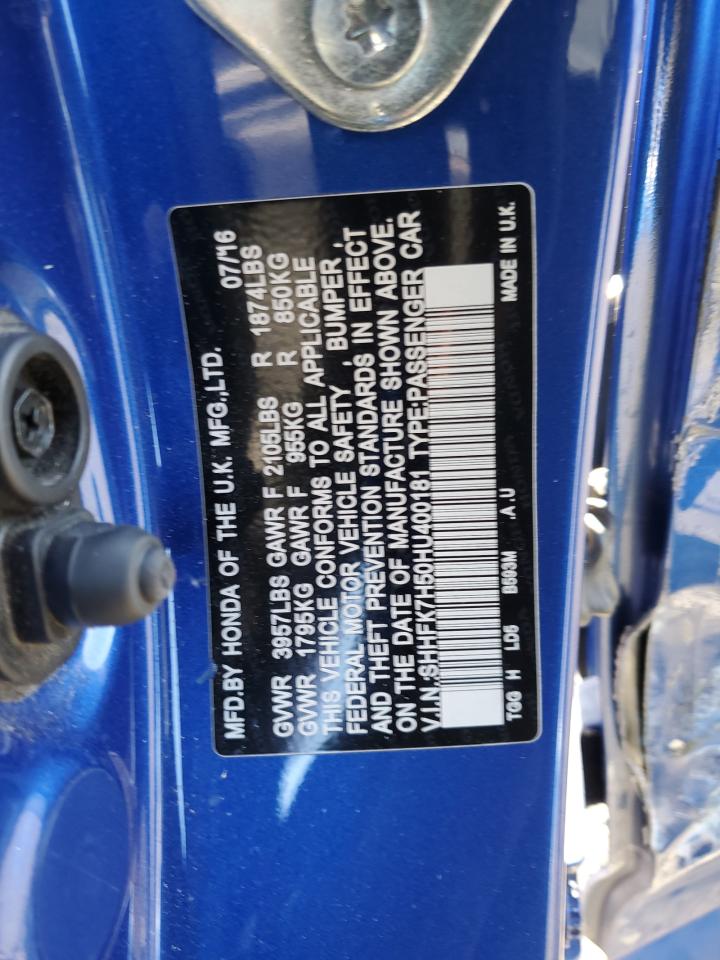 MFD.BY HONDA OF THE U.K. MFG.,LTD. 07/16
GVWR 3957LBS GAWR F 2105LBS R 1874LBS
GVWR 1795KG GAWR F 955KG R 850KG
THIS VEHICLE CONFORMS TO ALL APPLICABLE
FEDERAL MOTOR VEHICLE SAFETY , BUMPER ,
AND THEFT PREVENTION STANDARDS IN EFFECT
ON THE DATE OF MANUFACTURE SHOWN ABOVE.
V.I.N.SHHFK7H50HU400181 TYPE:PASSENGER CAR
TGG H LDS B593M .A.U MADE IN U.K.